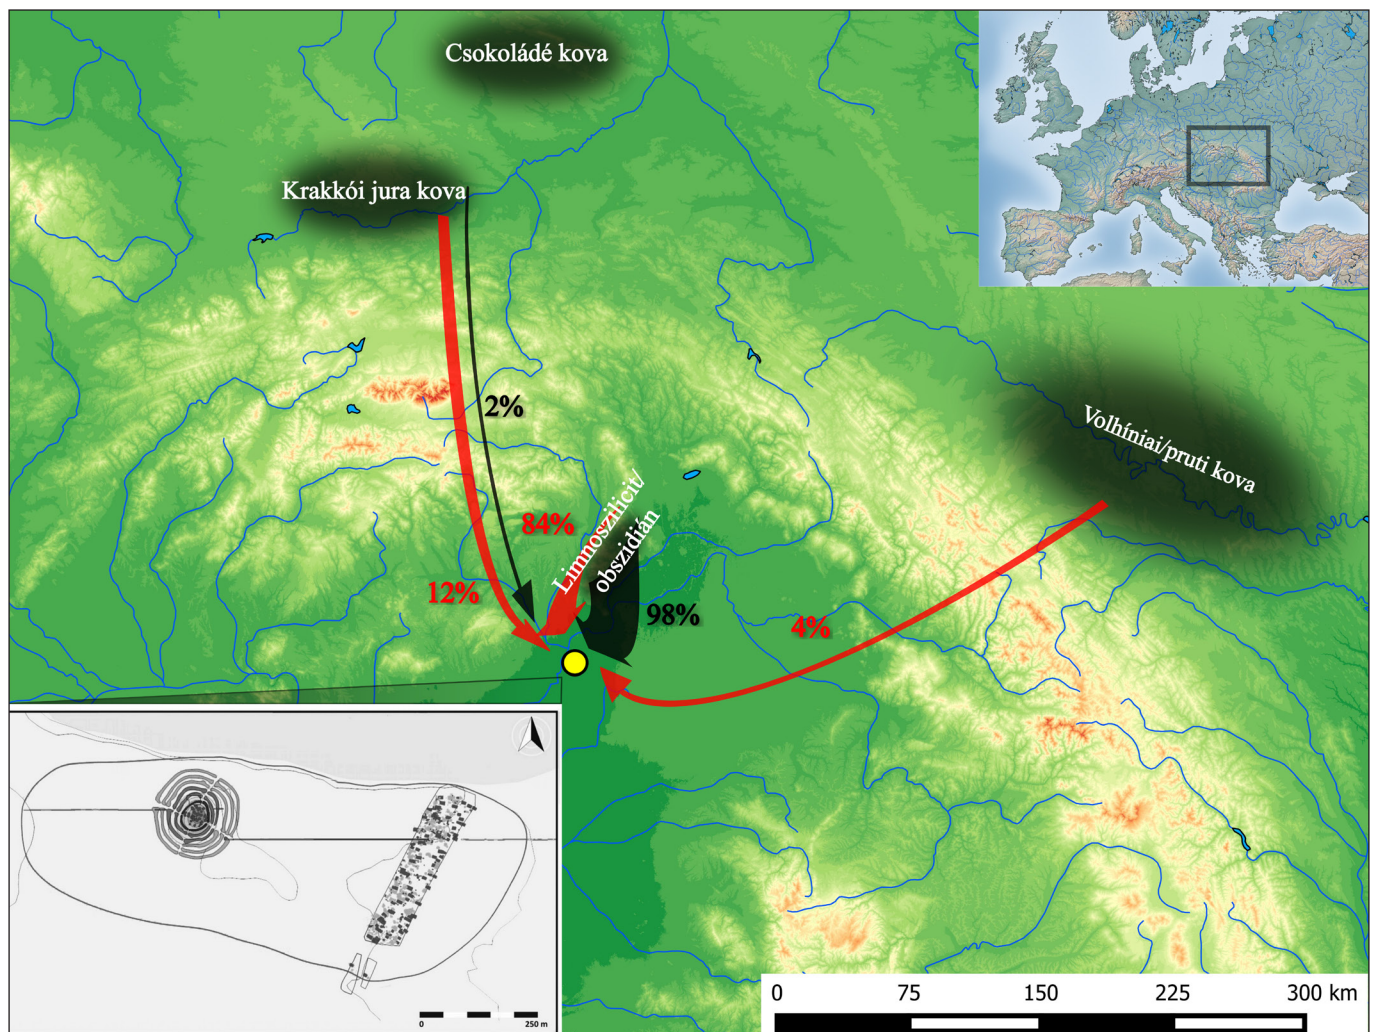 Csokoládé kova
Krakkói jura kova
2%
Volhíniai/pruti kova
84%
Limnoszilicit/
obszidián
12%
98%
4%
0 250 m
0 75 150 225 300 km